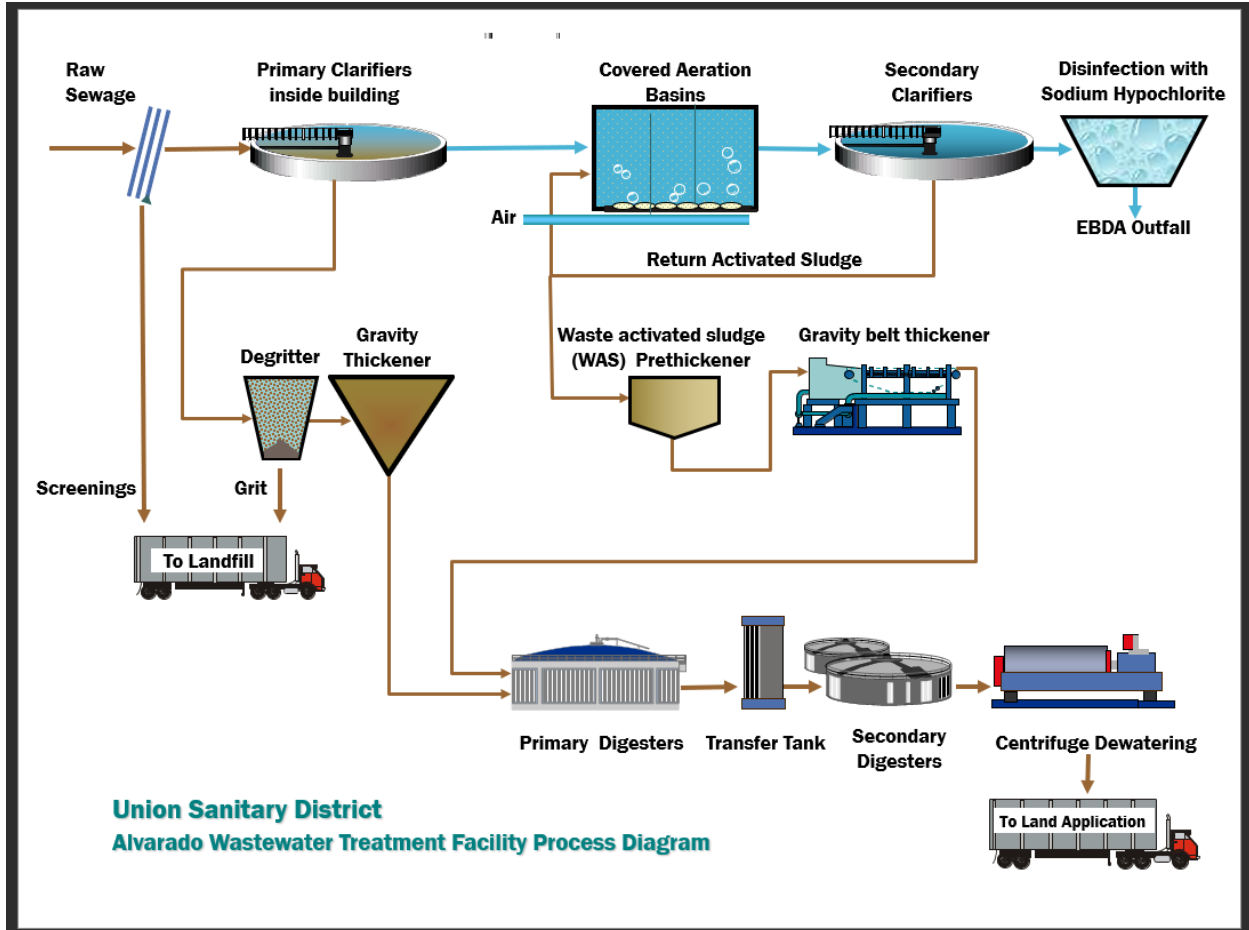 Raw
Sewage
Primary Clarifiers
inside building
Covered Aeration
Basins
Secondary
Clarifiers
Disinfection with
Sodium Hypochlorite
Air
EBDA Outfall
Return Activated Sludge
Degritter
Gravity
Thickener
Waste activated sludge
(WAS) Prethickener
Gravity belt thickener
Screenings
Grit
To Landfill
Primary Digesters
Transfer Tank
Secondary
Digesters
Centrifuge Dewatering
To Land Application
Union Sanitary District
Alvarado Wastewater Treatment Facility Process Diagram